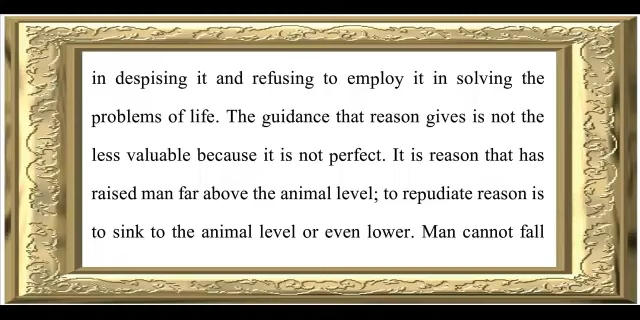 in despising it and refusing to employ it in solving the
problems of life. The guidance that reason gives is not the
less valuable because it is not perfect. It is reason that has
raised man far above the animal level; to repudiate reason is
to sink to the animal level or even lower. Man cannot fall